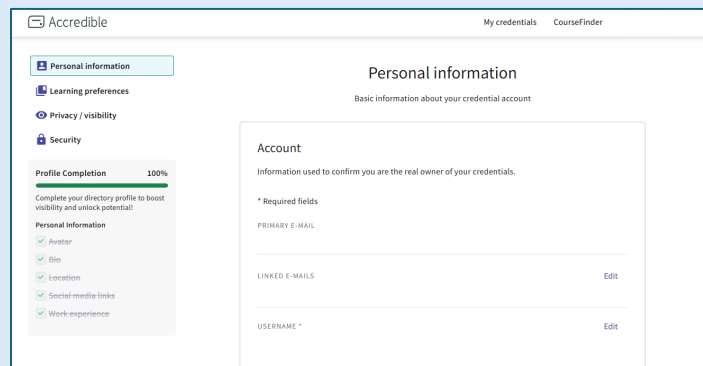 Accredible
My credentials CourseFinder
Personal information
Learning preferences
Privacy / visibility
Security
Profile Completion 100%
Complete your directory profile to boost
visibility and unlock potential!
Personal Information
Avatar
Bio
Location
Social media links
Work experience
Personal information
Basic information about your credential account
Account
Information used to confirm you are the real owner of your credentials.
* Required fields
PRIMARY E-MAIL
LINKED E-MAILS Edit
USERNAME * Edit